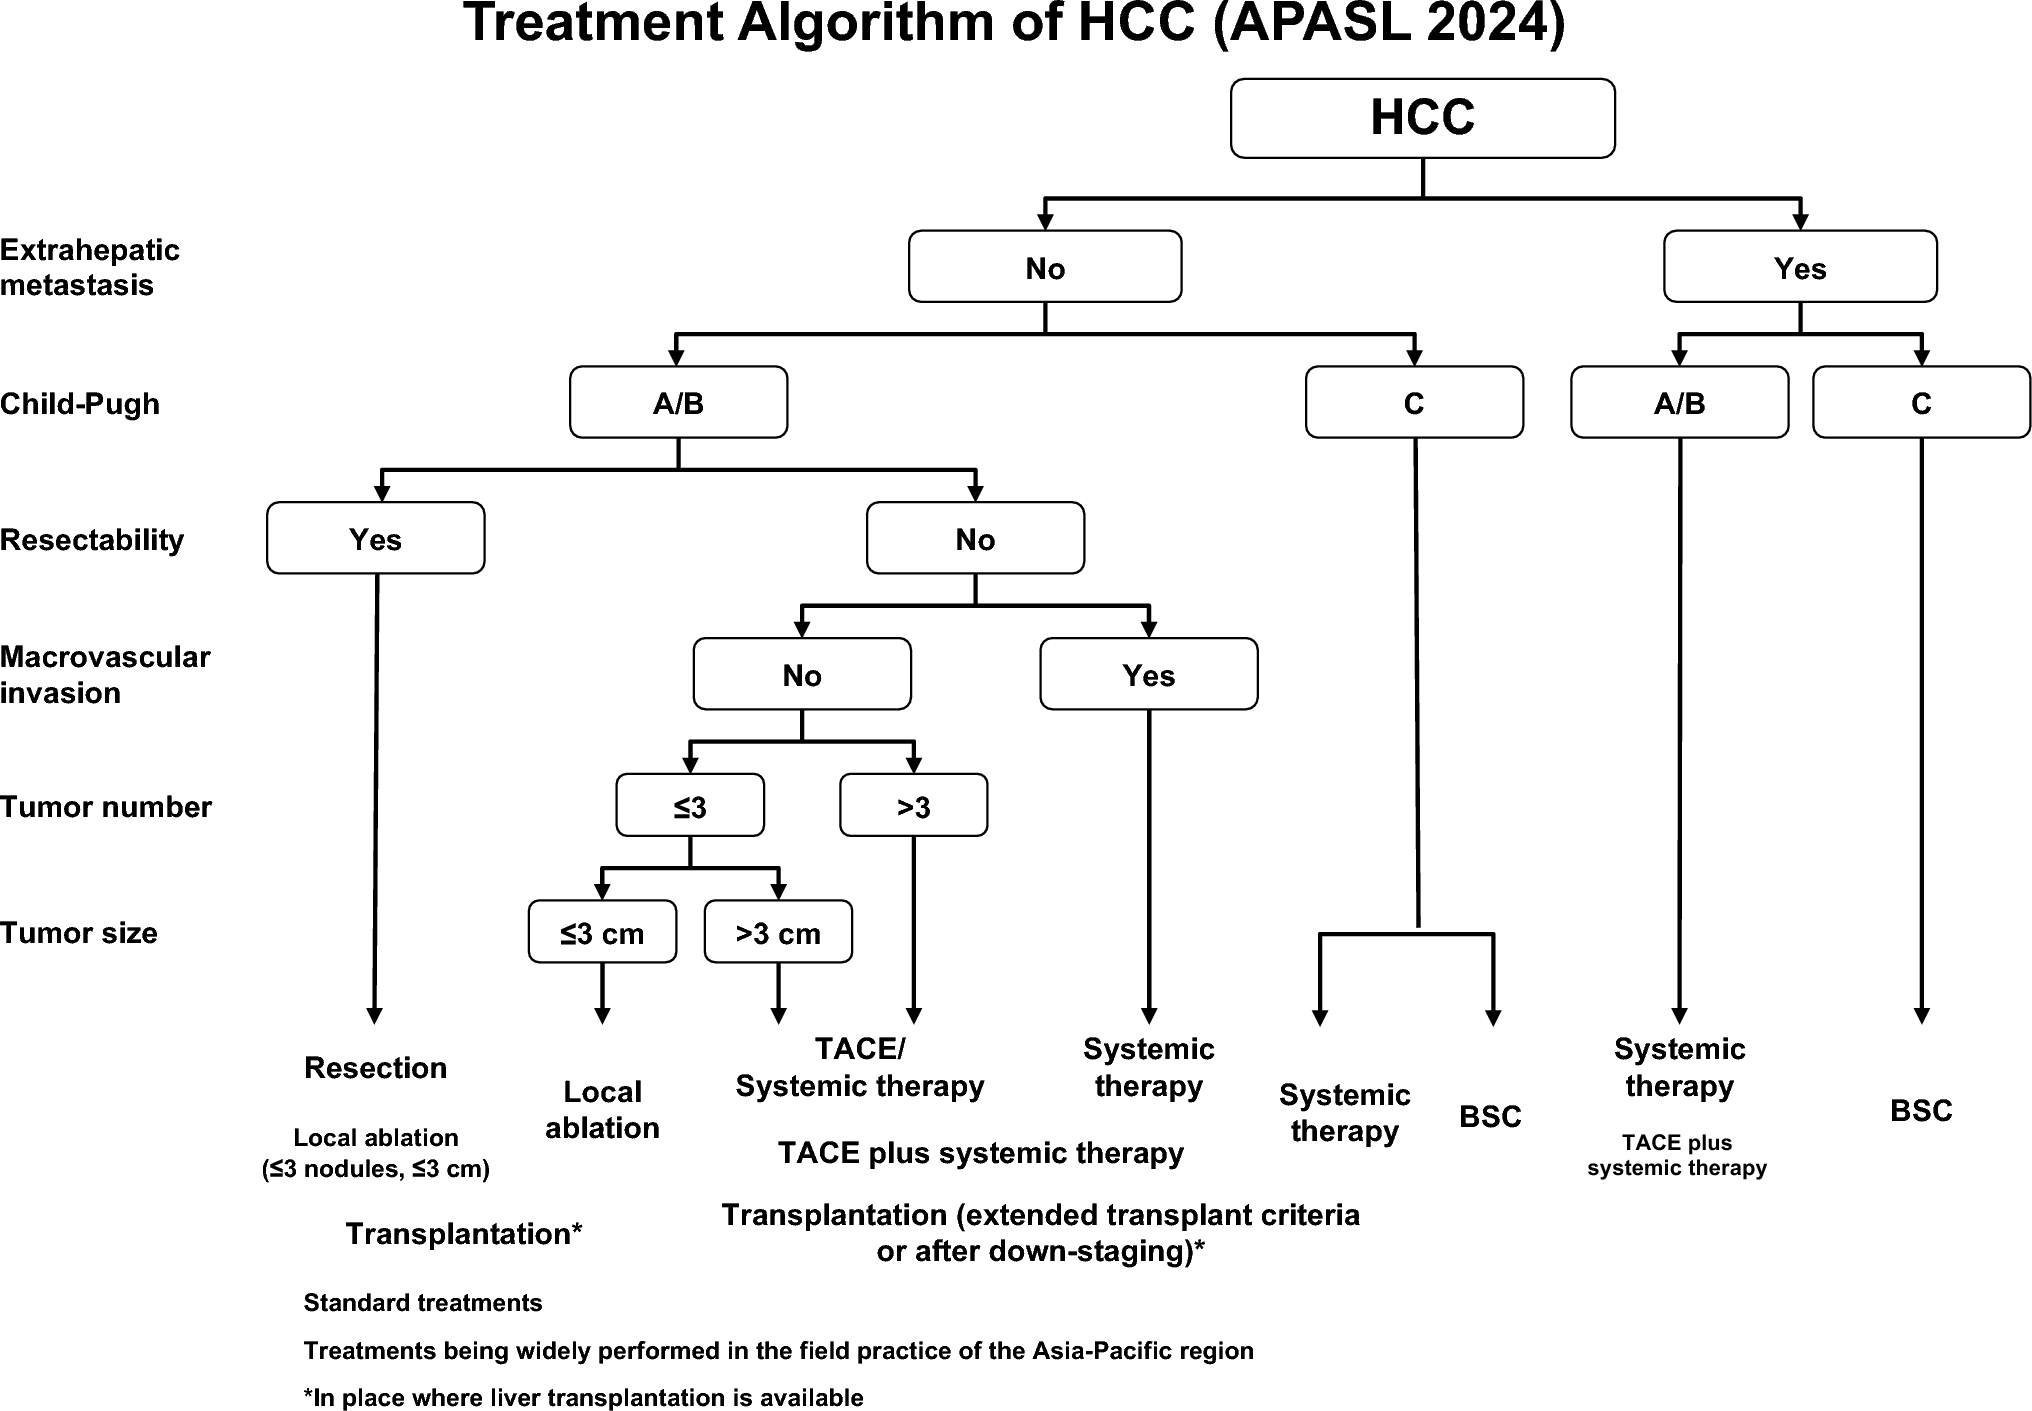 Treatment Algorithm of HCC (APASL 2024)
HCC
Extrahepatic
metastasis
No
Yes
Child-Pugh
A/B
C
A/B
C
Resectability
Yes
No
Macrovascular
invasion
No
Yes
Tumor number
≤3
>3
Tumor size
≤3 cm
>3 cm
Resection
Local ablation
(≤3 nodules, ≤3 cm)
Local
ablation
Transplantation*
TACE/
Systemic therapy
TACE plus systemic therapy
Transplantation (extended transplant criteria
or after down-staging)*
Systemic
therapy
Systemic
therapy
BSC
Systemic
therapy
TACE plus
systemic therapy
BSC
Standard treatments
Treatments being widely performed in the field practice of the Asia-Pacific region
*In place where liver transplantation is available